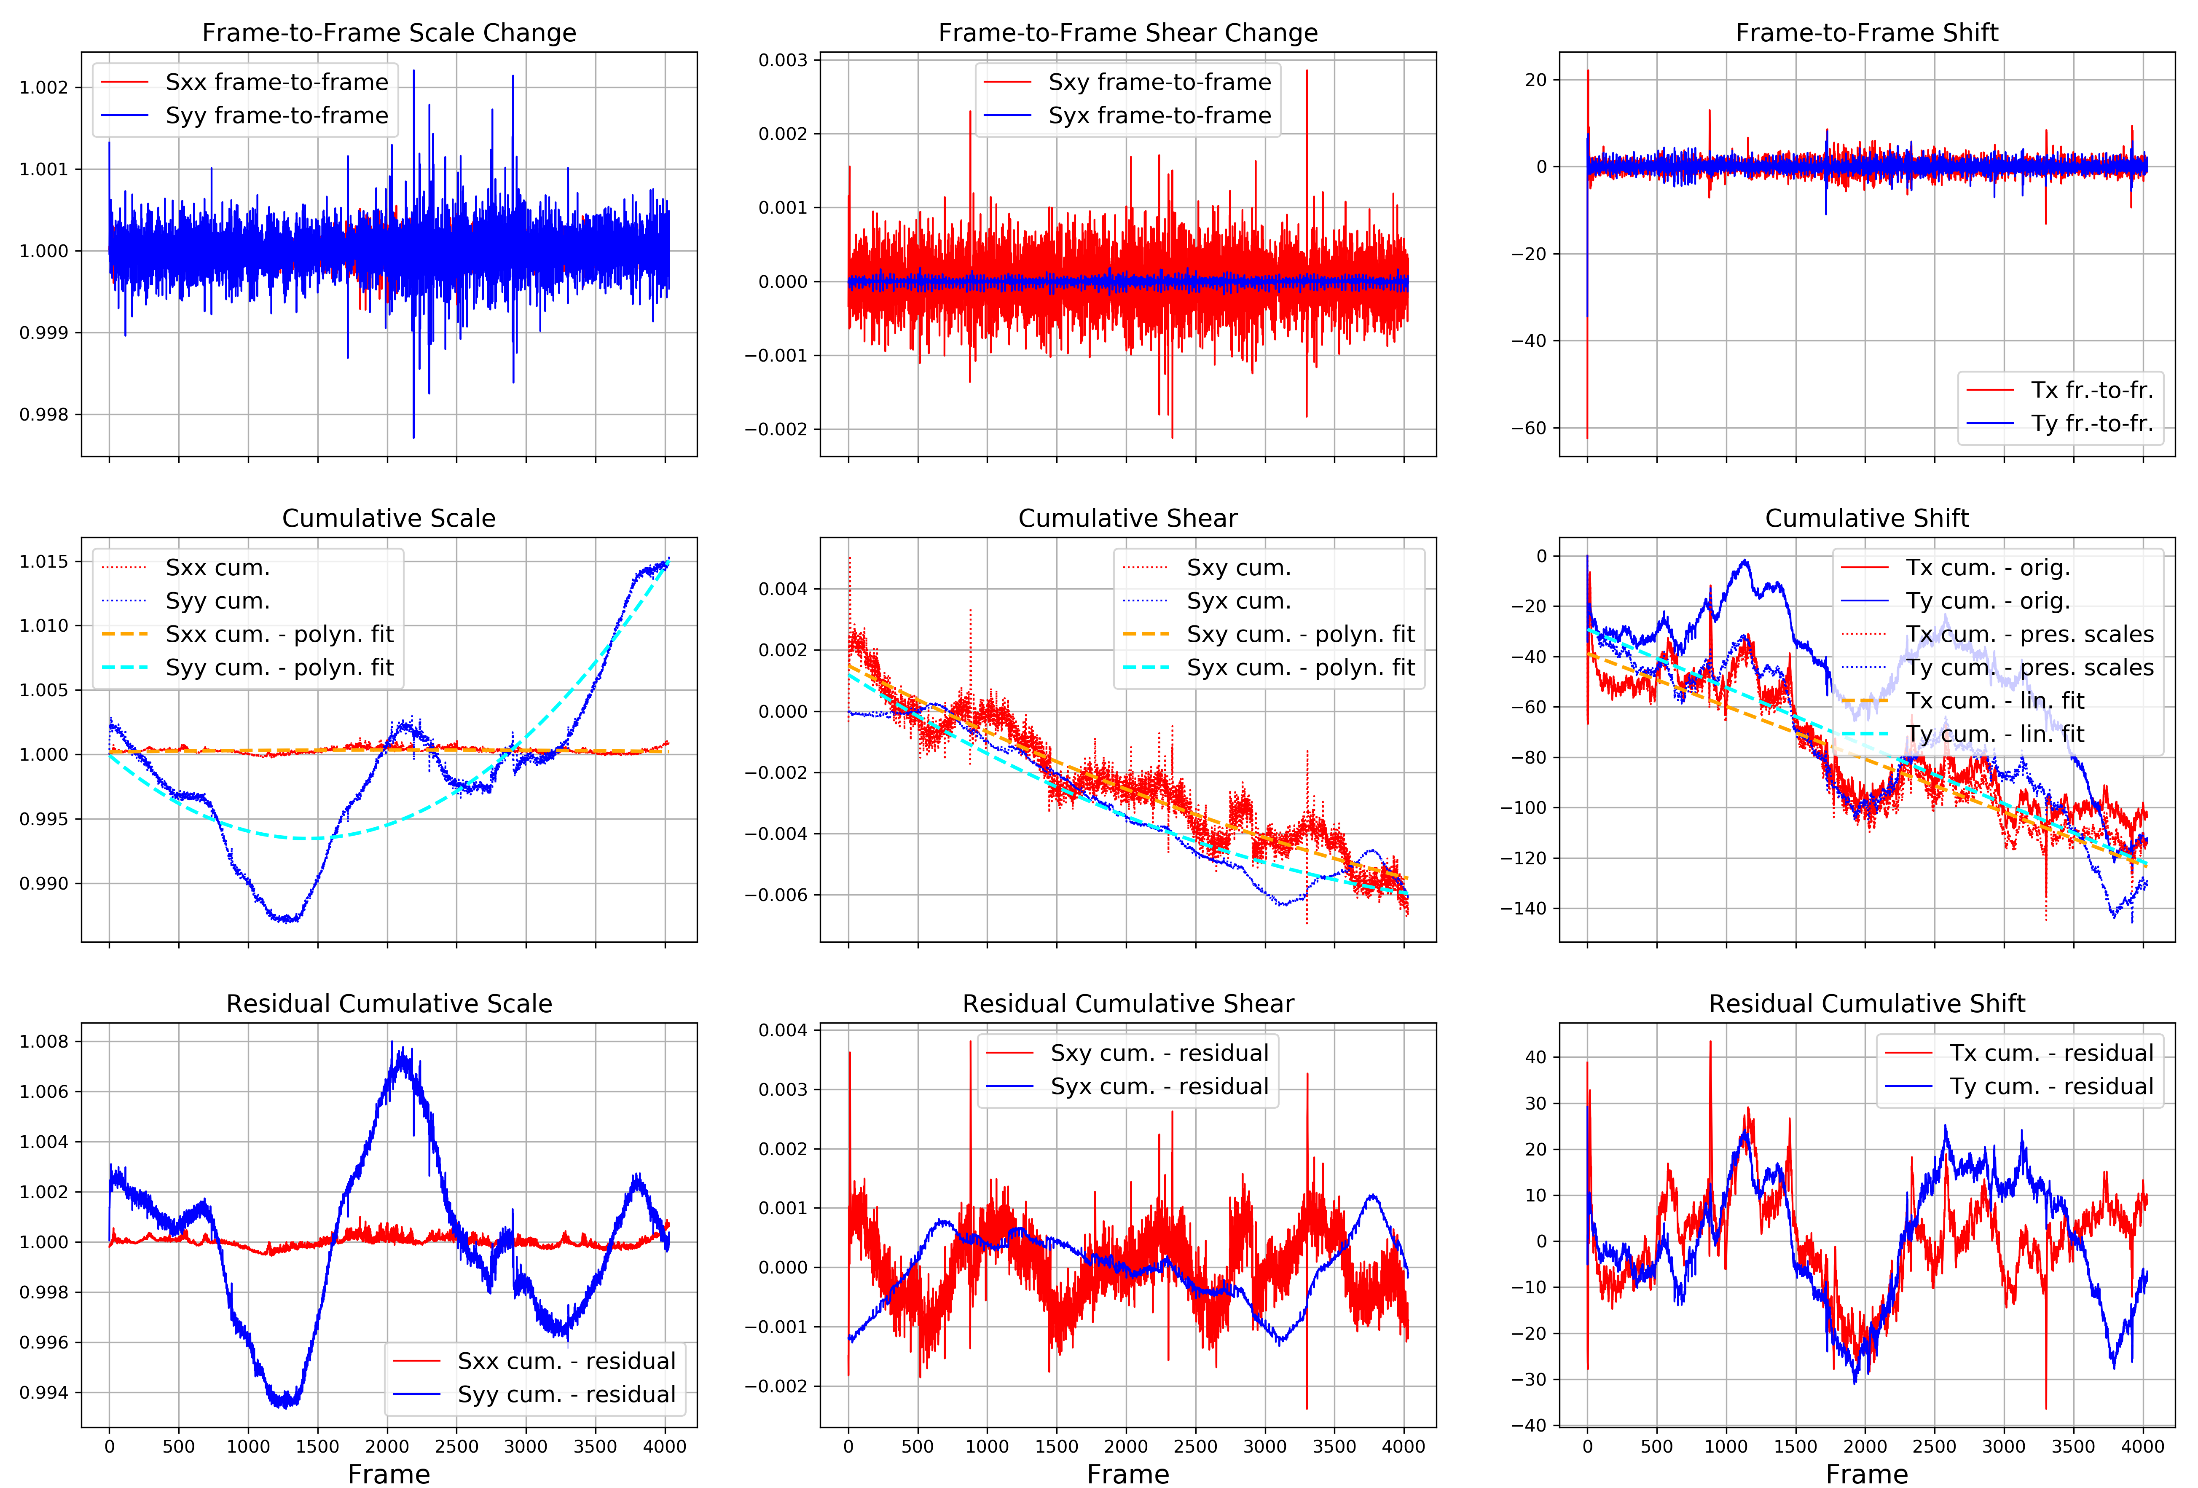 Frame-to-Frame Scale Change
1.002
1.001
1.000
0.999
0.998
Sxx frame-to-frame
Syy frame-to-frame
Frame-to-Frame Shear Change
0.003
0.002
0.001
0.000
−0.001
−0.002
Sxy frame-to-frame
Syx frame-to-frame
Frame-to-Frame Shift
20
0
−20
−40
−60
Tx fr.-to-fr.
Ty fr.-to-fr.
Cumulative Scale
1.015
1.010
1.005
1.000
0.995
0.990
Sxx cum.
Syy cum.
Sxx cum. - polyn. fit
Syy cum. - polyn. fit
Cumulative Shear
0.004
0.002
0.000
−0.002
−0.004
−0.006
Sxy cum.
Syx cum.
Sxy cum. - polyn. fit
Syx cum. - polyn. fit
Cumulative Shift
0
−20
−40
−60
−80
−100
−120
−140
Tx cum. - orig.
Ty cum. - orig.
Tx cum. - pres. scales
Ty cum. - pres. scales
Tx cum. - lin. fit
Ty cum. - lin. fit
Residual Cumulative Scale
1.008
1.006
1.004
1.002
1.000
0.998
0.996
0.994
Sxx cum. - residual
Syy cum. - residual
0 500 1000 1500 2000 2500 3000 3500 4000
Frame
Residual Cumulative Shear
0.004
0.003
0.002
0.001
0.000
−0.001
−0.002
Sxy cum. - residual
Syx cum. - residual
0 500 1000 1500 2000 2500 3000 3500 4000
Frame
Residual Cumulative Shift
40
30
20
10
0
−10
−20
−30
−40
Tx cum. - residual
Ty cum. - residual
0 500 1000 1500 2000 2500 3000 3500 4000
Frame